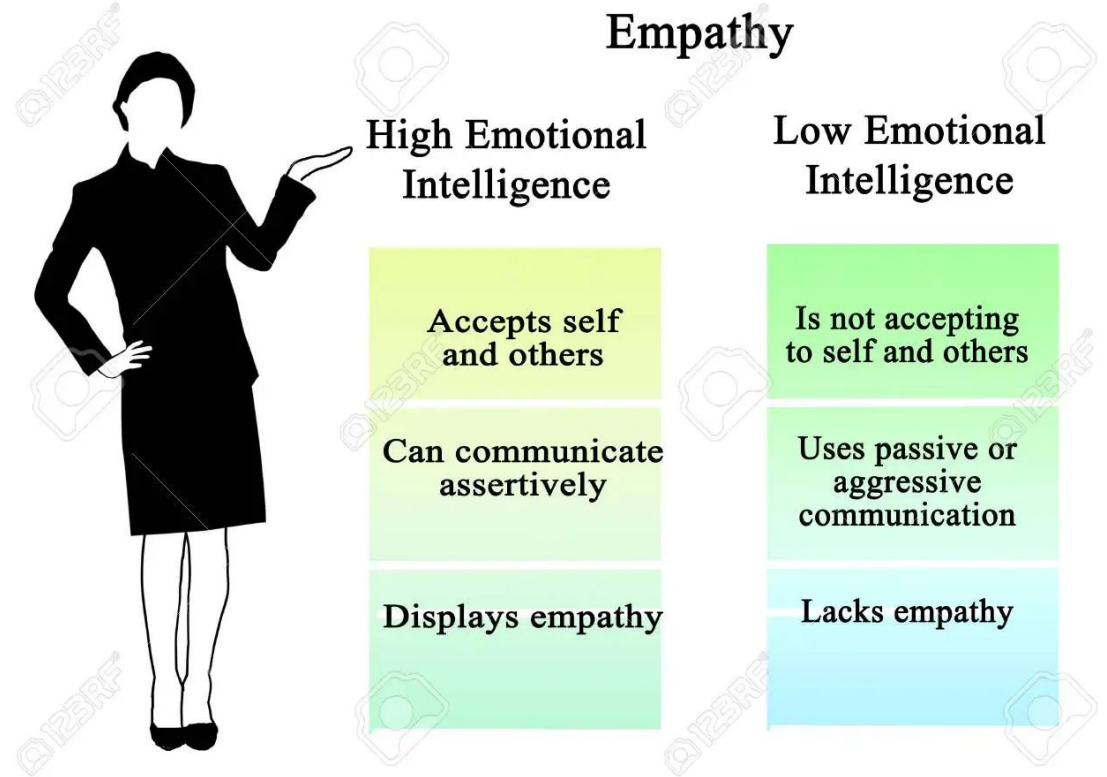 Empathy
High Emotional
Intelligence
Low Emotional
Intelligence
Accepts self
and others
Is not accepting
to self and others
Can communicate
assertively
Uses passive or
aggressive
communication
Displays empathy
Lacks empathy
123RF